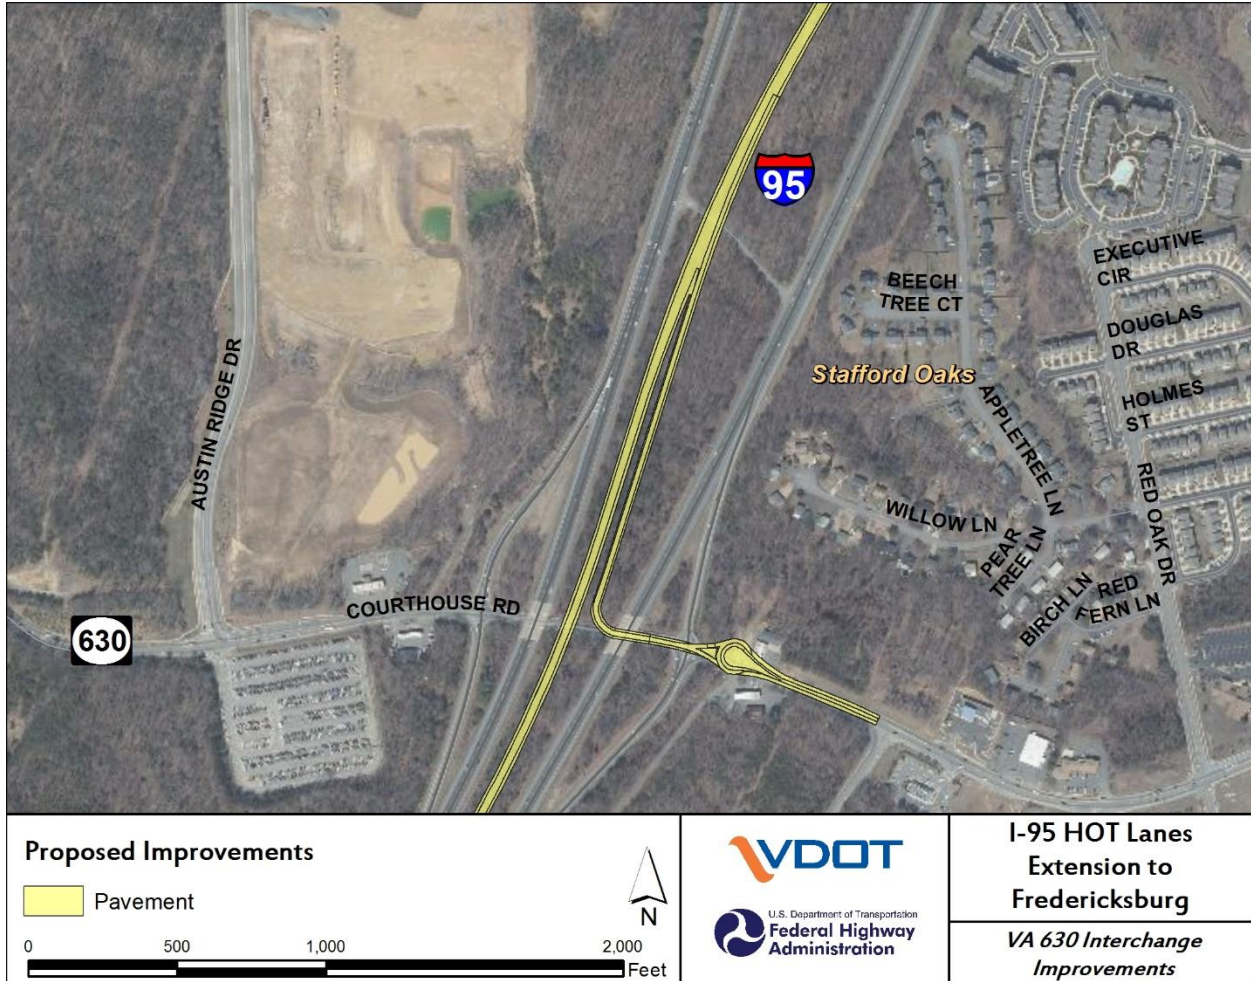 95
EXECUTIVE
CIR
BEECH
TREE CT
DOUGLAS
DR
Stafford Oaks
HOLMES
ST
APPLETREE LN
AUSTIN RIDGE DR
RED OAK DR
WILLOW LN
PEAR
TREE LN
BIRCH LN
RED
FERN LN
COURTHOUSE RD
630
Proposed Improvements
Pavement
N
0 500 1,000 2,000
Feet
VDOT
U.S. Department of Transportation
Federal Highway
Administration
I-95 HOT Lanes
Extension to
Fredericksburg
VA 630 Interchange
Improvements